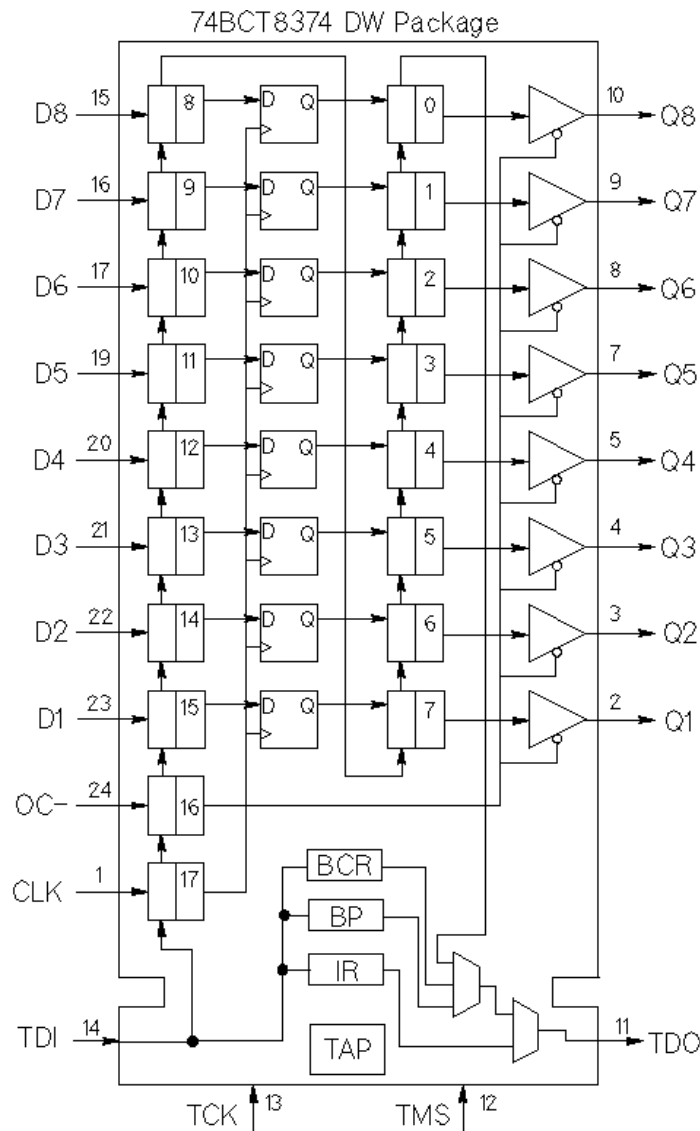 74BCT8374 DW Package
D8 15 8 D Q 0 10 Q8
D7 16 9 D Q 1 9 Q7
D6 17 10 D Q 2 8 Q6
D5 19 11 D Q 3 7 Q5
D4 20 12 D Q 4 5 Q4
D3 21 13 D Q 5 4 Q3
D2 22 14 D Q 6 3 Q2
D1 23 15 D Q 7 2 Q1
OC- 24 16
CLK 1 17
BCR
BP
IR
TDI 14 TAP 11 TDO
TCK 13 TMS 12